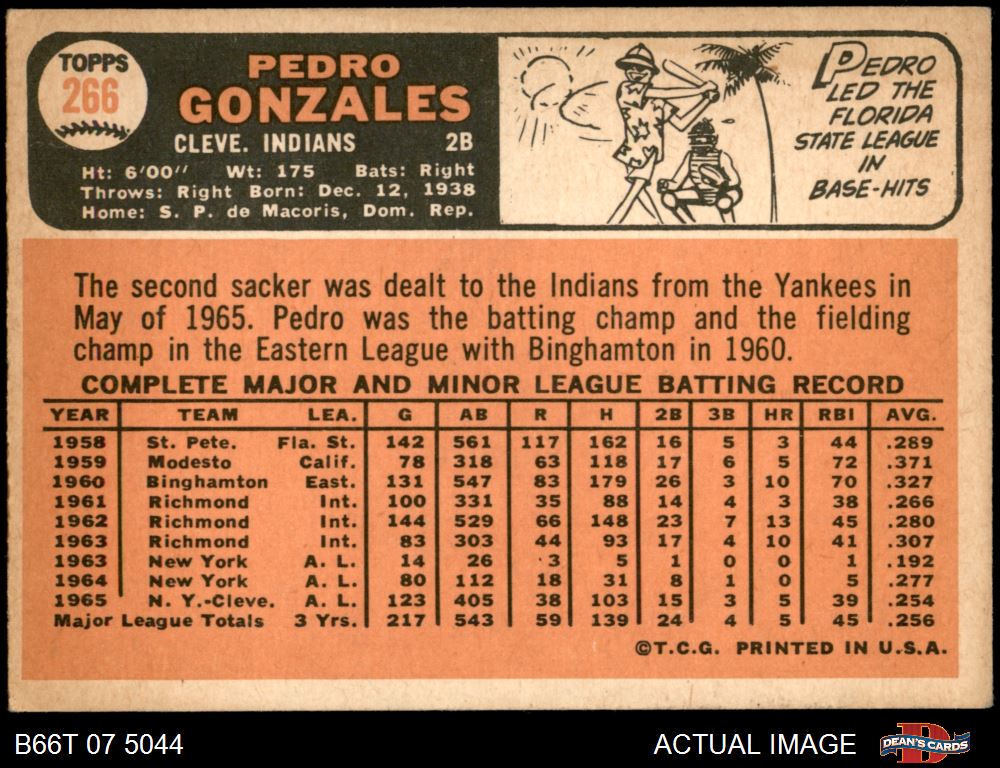 TOPPS
266
PEDRO
GONZALES
CLEVE. INDIANS 2B
Ht: 6'00" Wt: 175 Bats: Right
Throws: Right Born: Dec. 12, 1938
Home: S. P. de Macoris, Dom. Rep.
PEDRO
LED THE
FLORIDA
STATE LEAGUE
IN
BASE-HITS
The second sacker was dealt to the Indians from the Yankees in
May of 1965. Pedro was the batting champ and the fielding
champ in the Eastern League with Binghamton in 1960.
COMPLETE MAJOR AND MINOR LEAGUE BATTING RECORD
YEAR TEAM LEA. G AB R H 2B 3B HR RBI AVG.
1958 St. Pete. Fla. St. 142 561 117 162 16 5 3 44 .289
1959 Modesto Calif. 78 318 63 118 17 6 5 72 .371
1960 Binghamton East. 131 547 83 179 26 3 10 70 .327
1961 Richmond Int. 100 331 35 88 14 4 3 38 .266
1962 Richmond Int. 144 529 66 148 23 7 13 45 .280
1963 Richmond Int. 83 303 44 93 17 4 10 41 .307
1963 New York A. L. 14 26 3 5 1 0 0 1 .192
1964 New York A. L. 80 112 18 31 8 1 0 5 .277
1965 N. Y.-Cleve. A. L. 123 405 38 103 15 3 5 39 .254
Major League Totals 3 Yrs. 217 543 59 139 24 4 5 45 .256
©T.C.G. PRINTED IN U.S.A.
B66T 07 5044 ACTUAL IMAGE
DEAN'S CARDS